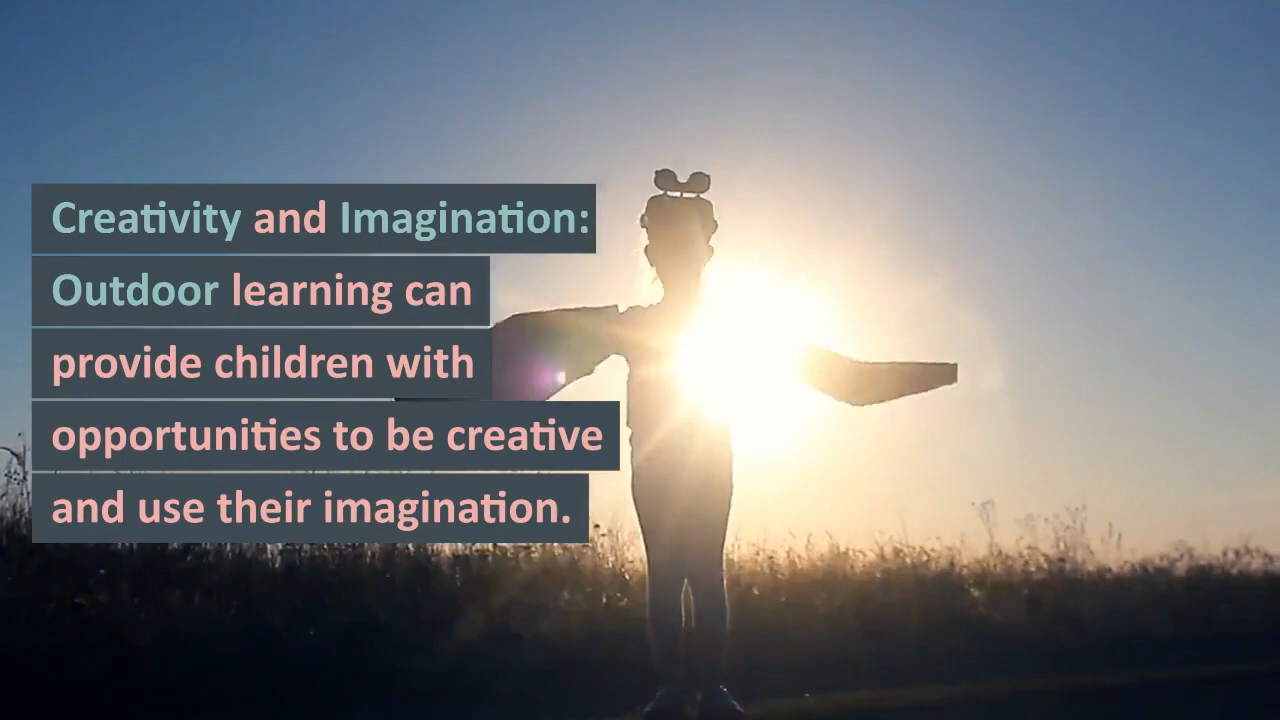 Creativity and Imagination:
Outdoor learning can
provide children with
opportunities to be creative
and use their imagination.